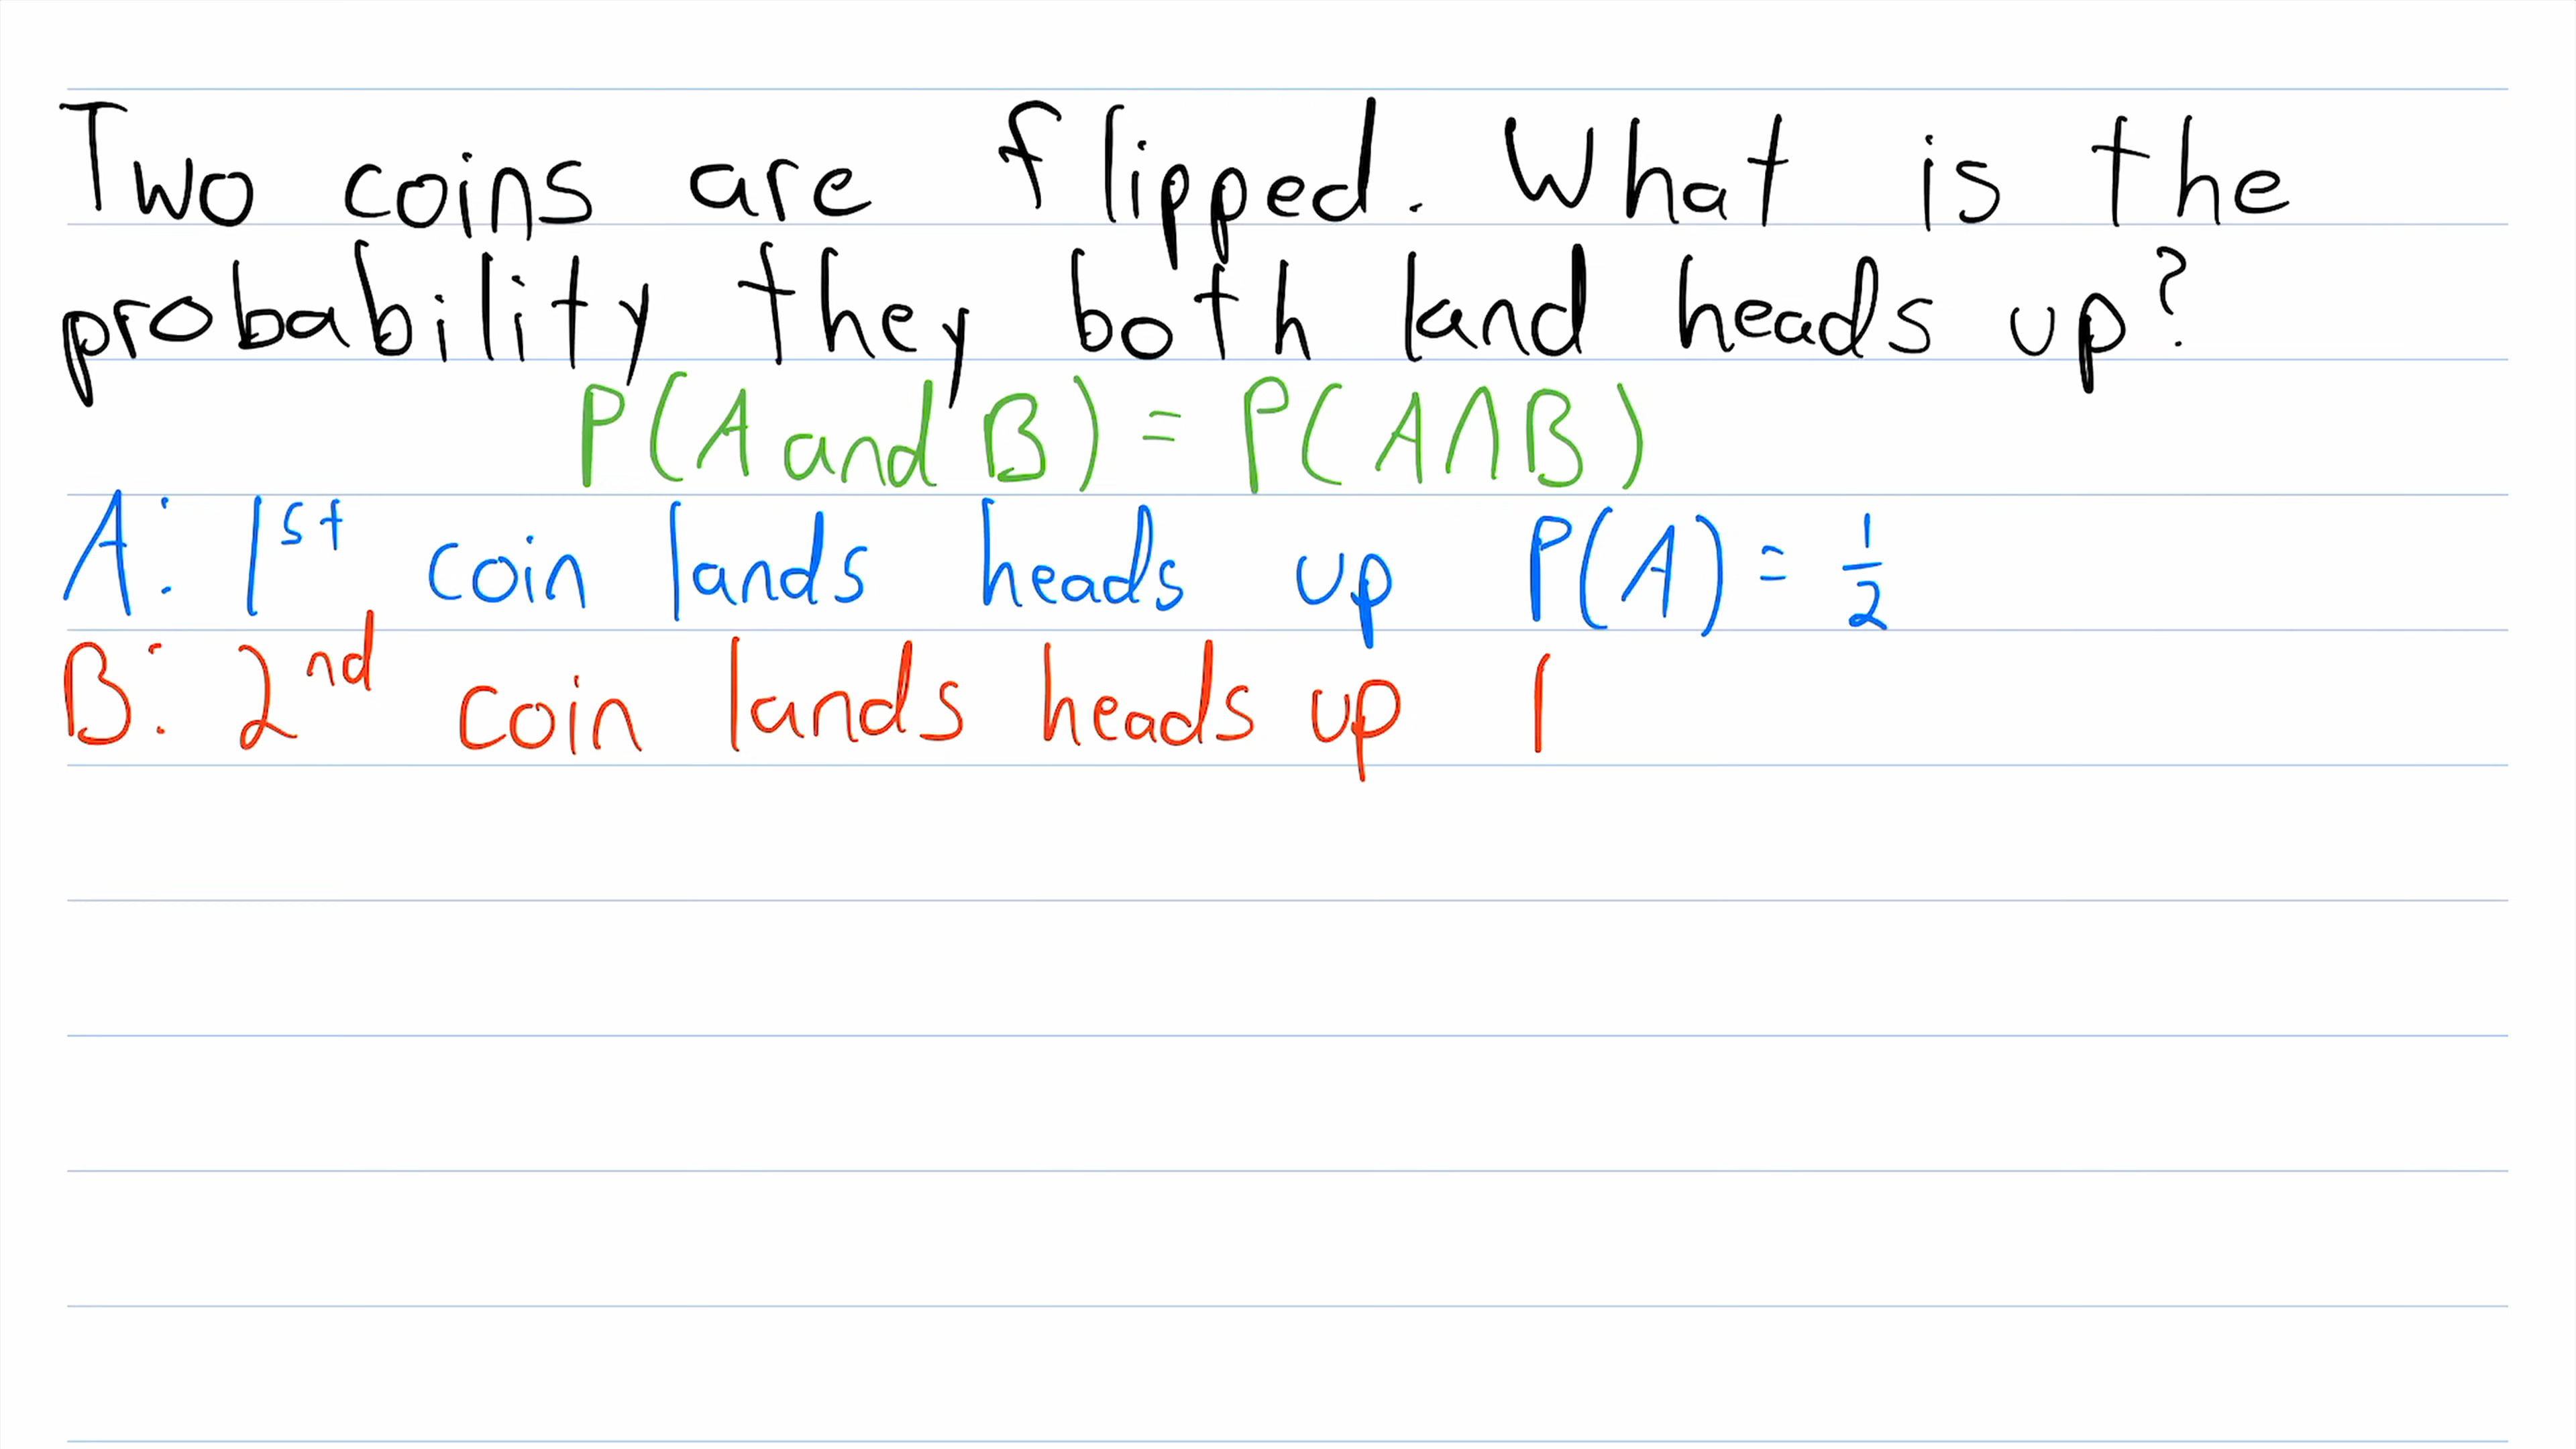 Two coins are flipped. What is the
probability they both land heads up?
P(A and B) = P(A∩B)
A: 1st coin lands heads up P(A) = 1/2
B: 2nd coin lands heads up